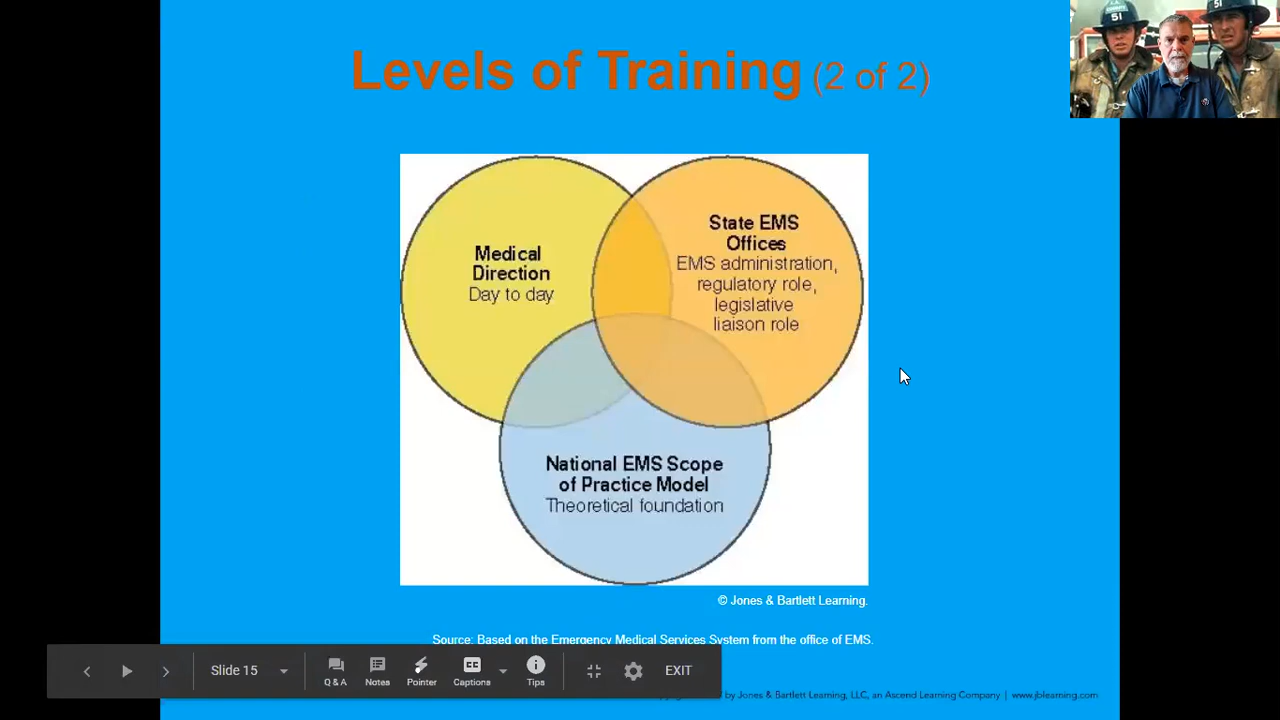 Levels of Training (2 of 2)
51
51
Medical
Direction
Day to day
State EMS
Offices
EMS administration,
regulatory role,
legislative
liaison role
National EMS Scope
of Practice Model
Theoretical foundation
© Jones & Bartlett Learning.
Source: Based on the Emergency Medical Services System from the office of EMS.
Slide 15
Q & A
Notes
Pointer
CC
Captions
Tips
EXIT
by Jones & Bartlett Learning, LLC, an Ascend Learning Company | www.jblearning.com